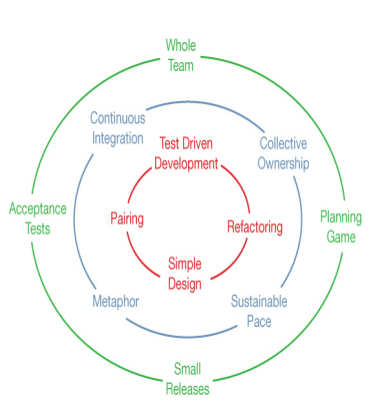 Whole
Team
Continuous
Integration
Test Driven
Development
Collective
Ownership
Acceptance
Tests
Pairing
Refactoring
Planning
Game
Simple
Design
Metaphor
Sustainable
Pace
Small
Releases